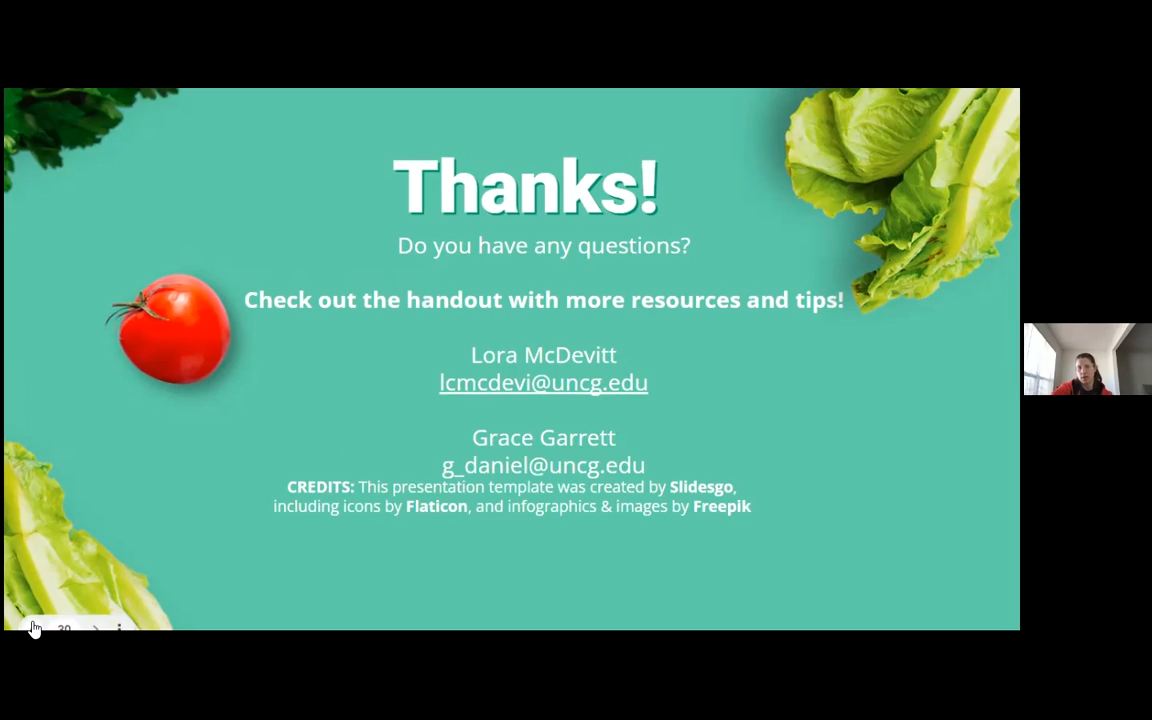 Thanks!
Do you have any questions?
Check out the handout with more resources and tips!
Lora McDevitt
lcmcdevi@uncg.edu
Grace Garrett
g_daniel@uncg.edu
CREDITS: This presentation template was created by Slidesgo,
including icons by Flaticon, and infographics & images by Freepik
30